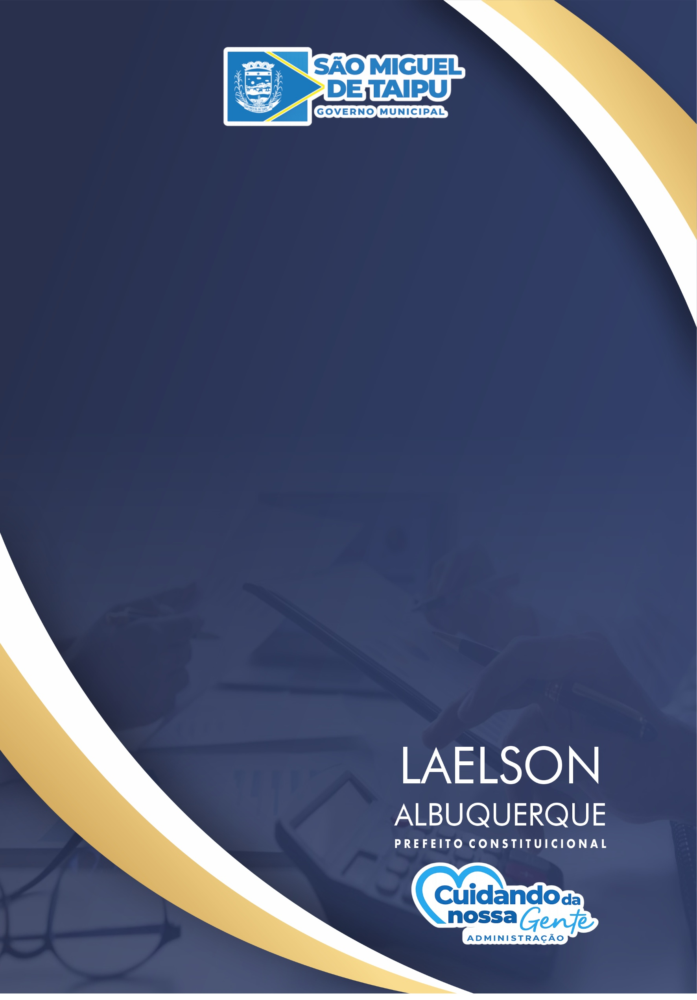 SÃO MIGUEL
DE TAIPU
GOVERNO MUNICIPAL
LAELSON
ALBUQUERQUE
PREFEITO CONSTITUICIONAL
Cuidando da
nossa Gente
ADMINISTRAÇÃO